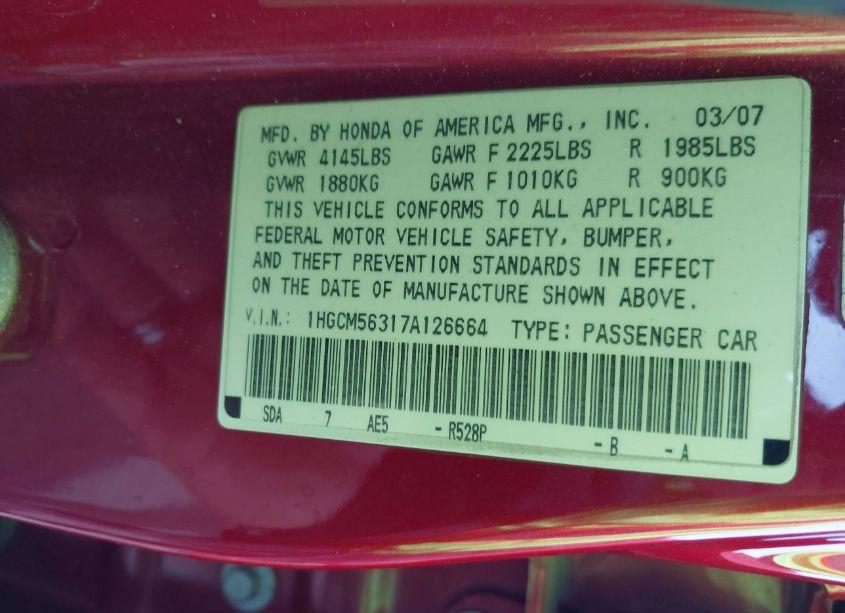 MFD. BY HONDA OF AMERICA MFG., INC. 03/07
GVWR 4145LBS GAWR F 2225LBS R 1985LBS
GVWR 1880KG GAWR F 1010KG R 900KG
THIS VEHICLE CONFORMS TO ALL APPLICABLE
FEDERAL MOTOR VEHICLE SAFETY, BUMPER,
AND THEFT PREVENTION STANDARDS IN EFFECT
ON THE DATE OF MANUFACTURE SHOWN ABOVE.
V.I.N.: 1HGCM56317A126664 TYPE: PASSENGER CAR
SDA 7 AE5 - R528P - B - A